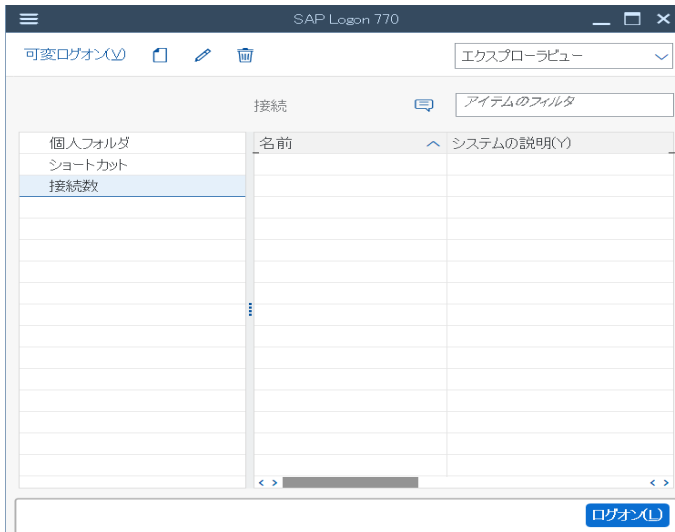 SAP Logon 770
可変ログオン(V)
エクスプローラビュー
接続
アイテムのフィルタ
個人フォルダ
名前
システムの説明(Y)
ショートカット
接続数
ログオン(L)